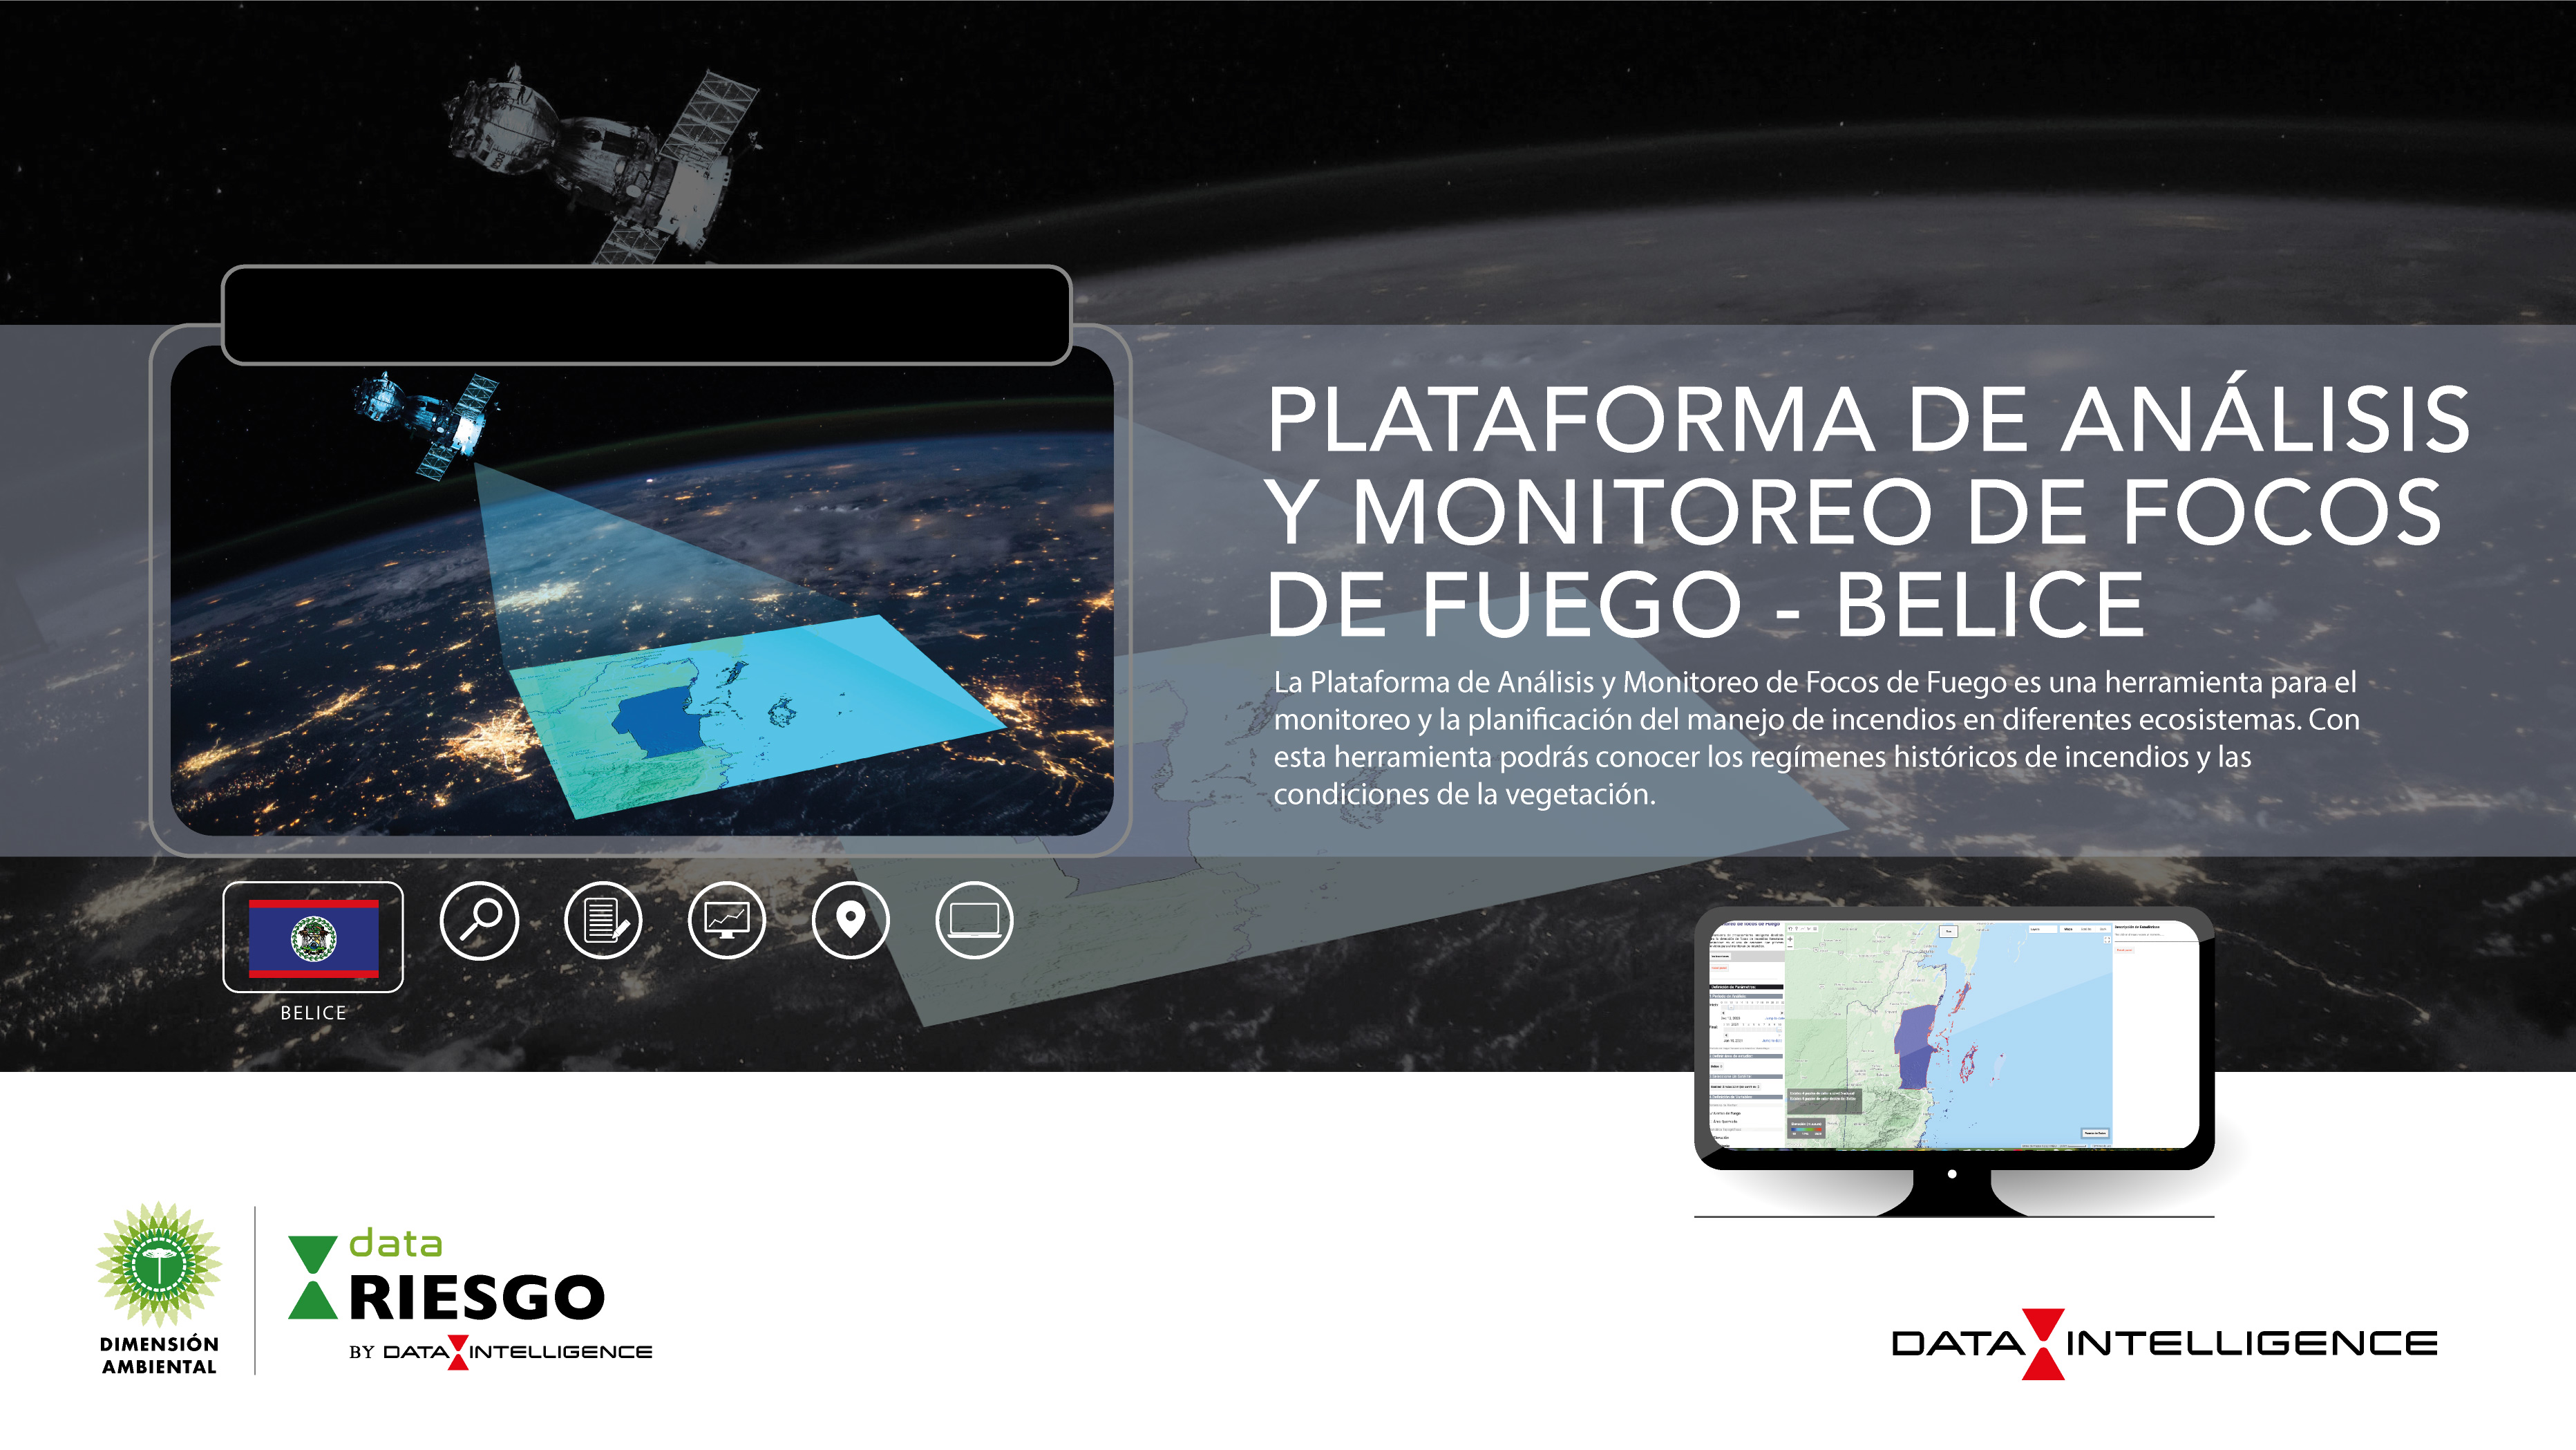 PLATAFORMA DE ANÁLISIS
Y MONITOREO DE FOCOS
DE FUEGO - BELICE
La Plataforma de Análisis y Monitoreo de Focos de Fuego es una herramienta para el
monitoreo y la planificación del manejo de incendios en diferentes ecosistemas. Con
esta herramienta podrás conocer los regímenes históricos de incendios y las
condiciones de la vegetación.
BELICE
Definición de Parámetros
DIMENSIÓN
AMBIENTAL
data
RIESGO
BY DATA INTELLIGENCE
DATA INTELLIGENCE